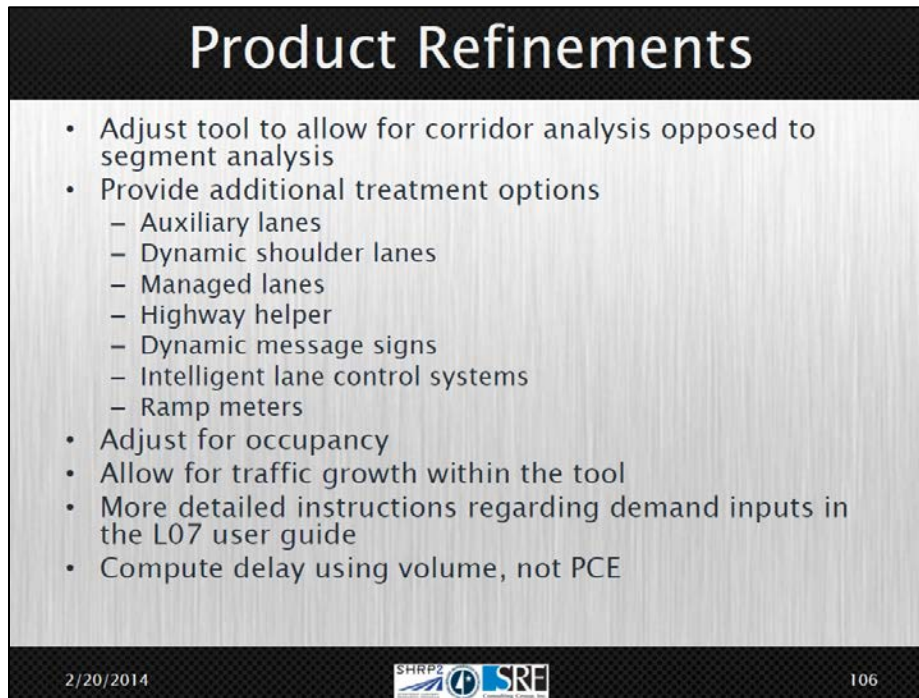 Product Refinements
• Adjust tool to allow for corridor analysis opposed to
segment analysis
• Provide additional treatment options
– Auxiliary lanes
– Dynamic shoulder lanes
– Managed lanes
– Highway helper
– Dynamic message signs
– Intelligent lane control systems
– Ramp meters
• Adjust for occupancy
• Allow for traffic growth within the tool
• More detailed instructions regarding demand inputs in
the L07 user guide
• Compute delay using volume, not PCE
2/20/2014
SHRP2
SRF
Consulting Group, Inc.
106